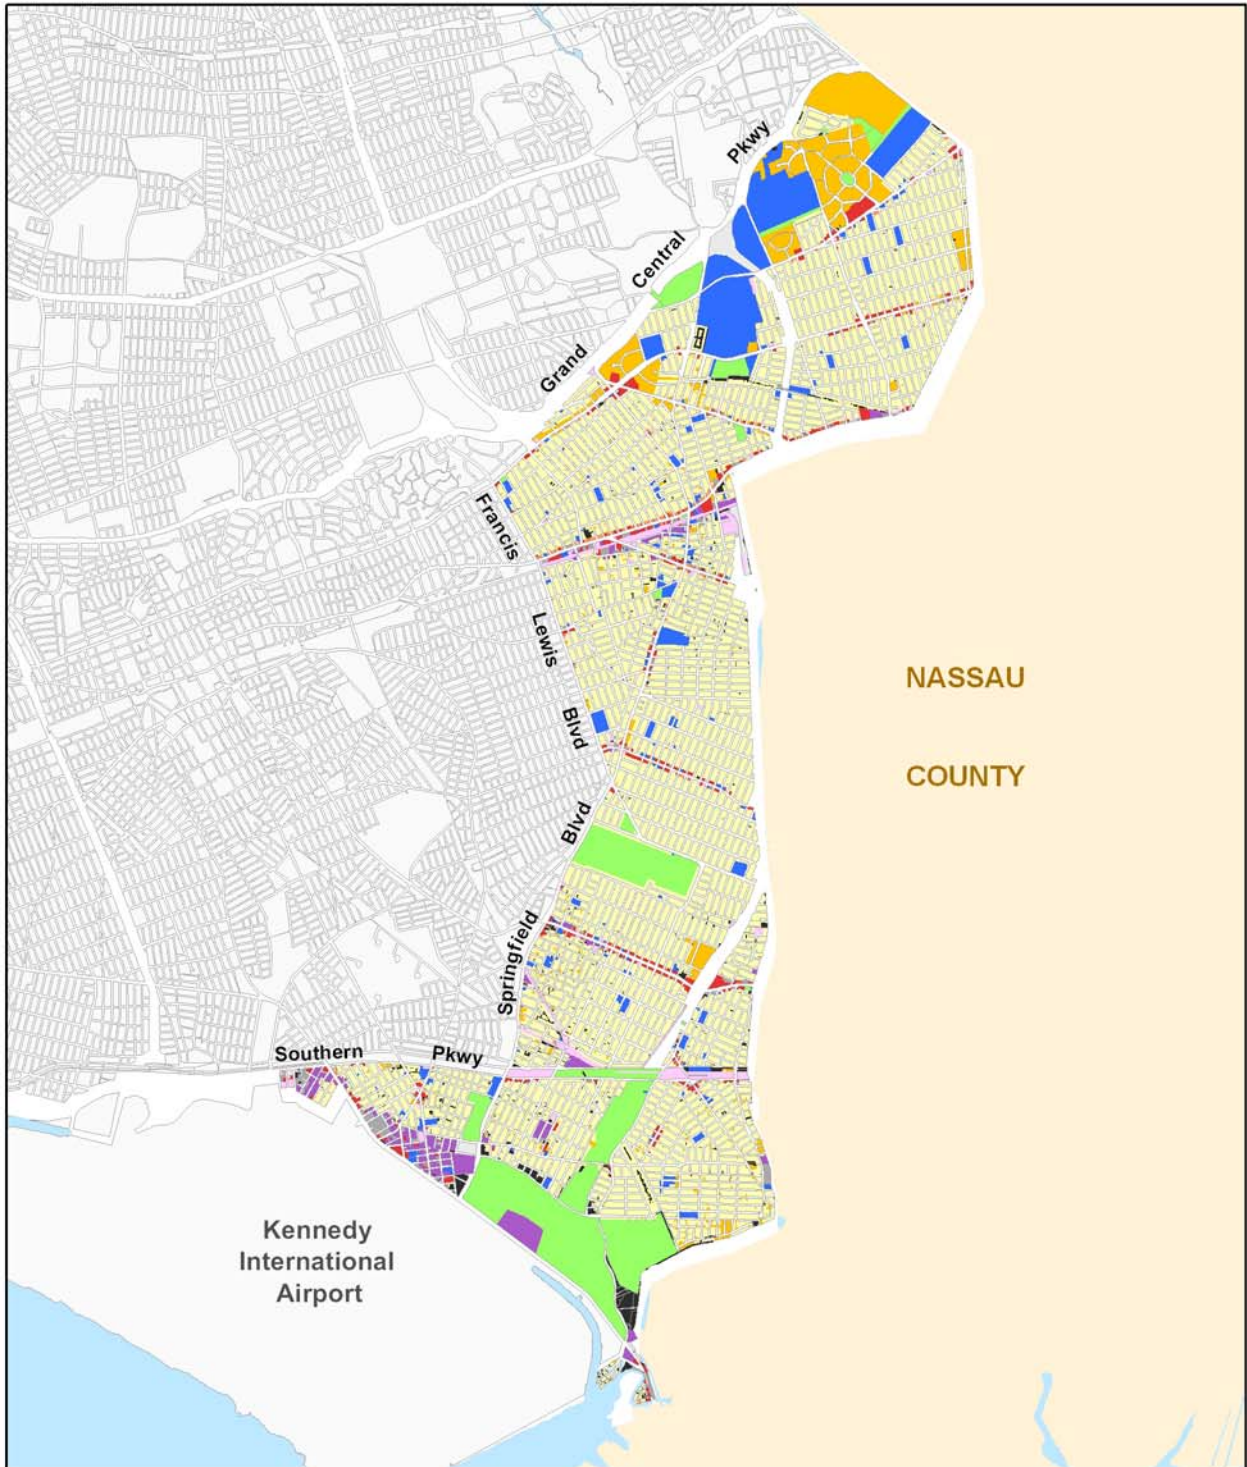 Pkwy
Central
Grand
Francis
Lewis
Blvd
NASSAU
COUNTY
Blvd
Springfield
Southern Pkwy
Kennedy
International
Airport